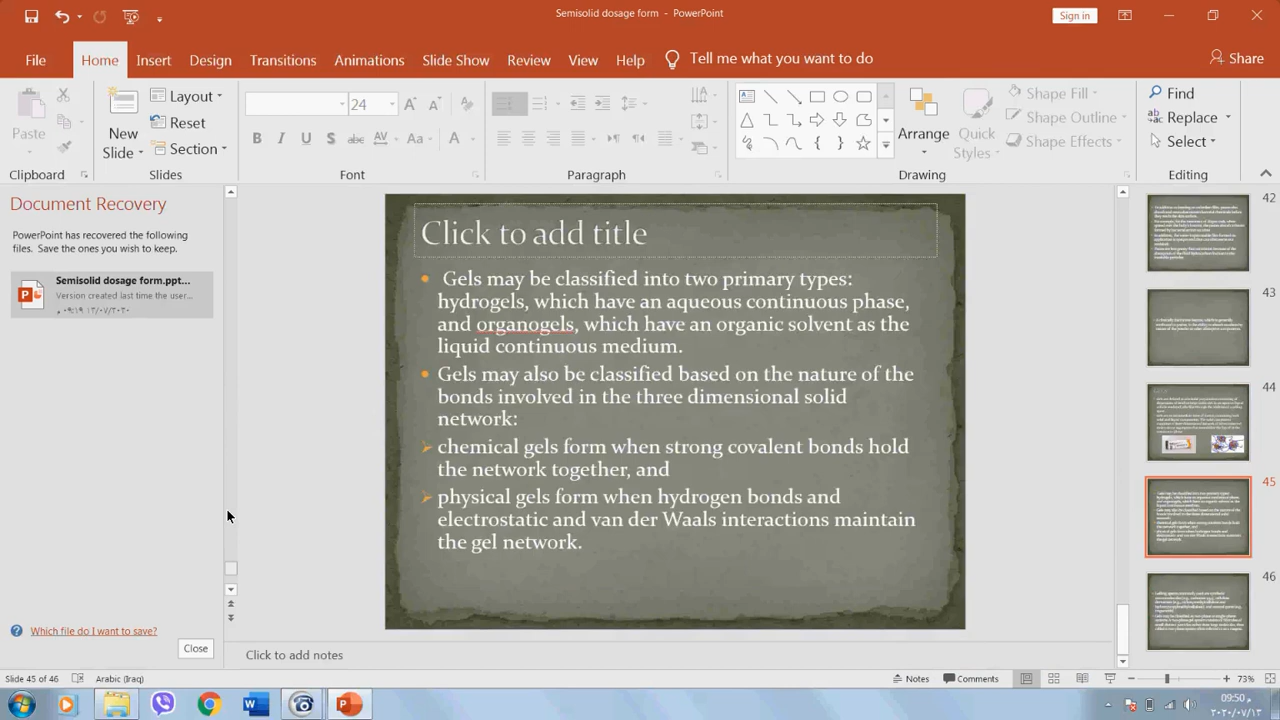 Semisolid dosage form - PowerPoint
Sign in
File Home Insert Design Transitions Animations Slide Show Review View Help Tell me what you want to do Share
Paste
New Slide
Layout
Reset
Section
24
Arrange
Quick Styles
Shape Fill
Shape Outline
Shape Effects
Find
Replace
Select
Clipboard Slides Font Paragraph Drawing Editing
Document Recovery
PowerPoint has recovered the following
files. Save the ones you wish to keep.
Semisolid dosage form.ppt...
Version created last time the user...
Which file do I want to save?
Close
Click to add title
Gels may be classified into two primary types:
hydrogels, which have an aqueous continuous phase,
and organogels, which have an organic solvent as the
liquid continuous medium.
Gels may also be classified based on the nature of the
bonds involved in the three dimensional solid
network:
chemical gels form when strong covalent bonds hold
the network together, and
physical gels form when hydrogen bonds and
electrostatic and van der Waals interactions maintain
the gel network.
Click to add notes
42
43
44
45
46
Slide 45 of 46 Arabic (Iraq) Notes Comments 73%
09:50 م
٢٠٢٠/٠٧/١٣